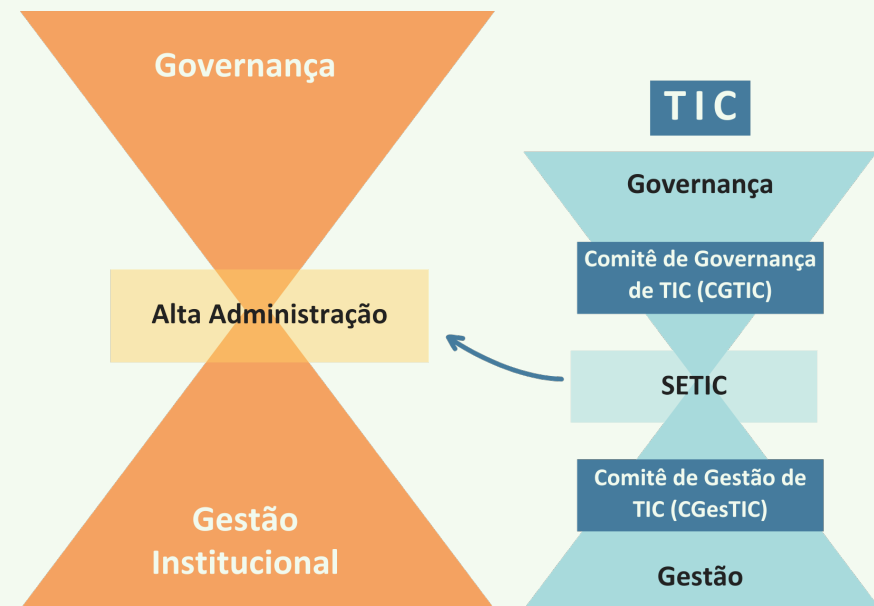 Governança
Alta Administração
Gestão
Institucional
TIC
Governança
Comitê de Governança
de TIC (CGTIC)
SETIC
Comitê de Gestão de
TIC (CGesTIC)
Gestão